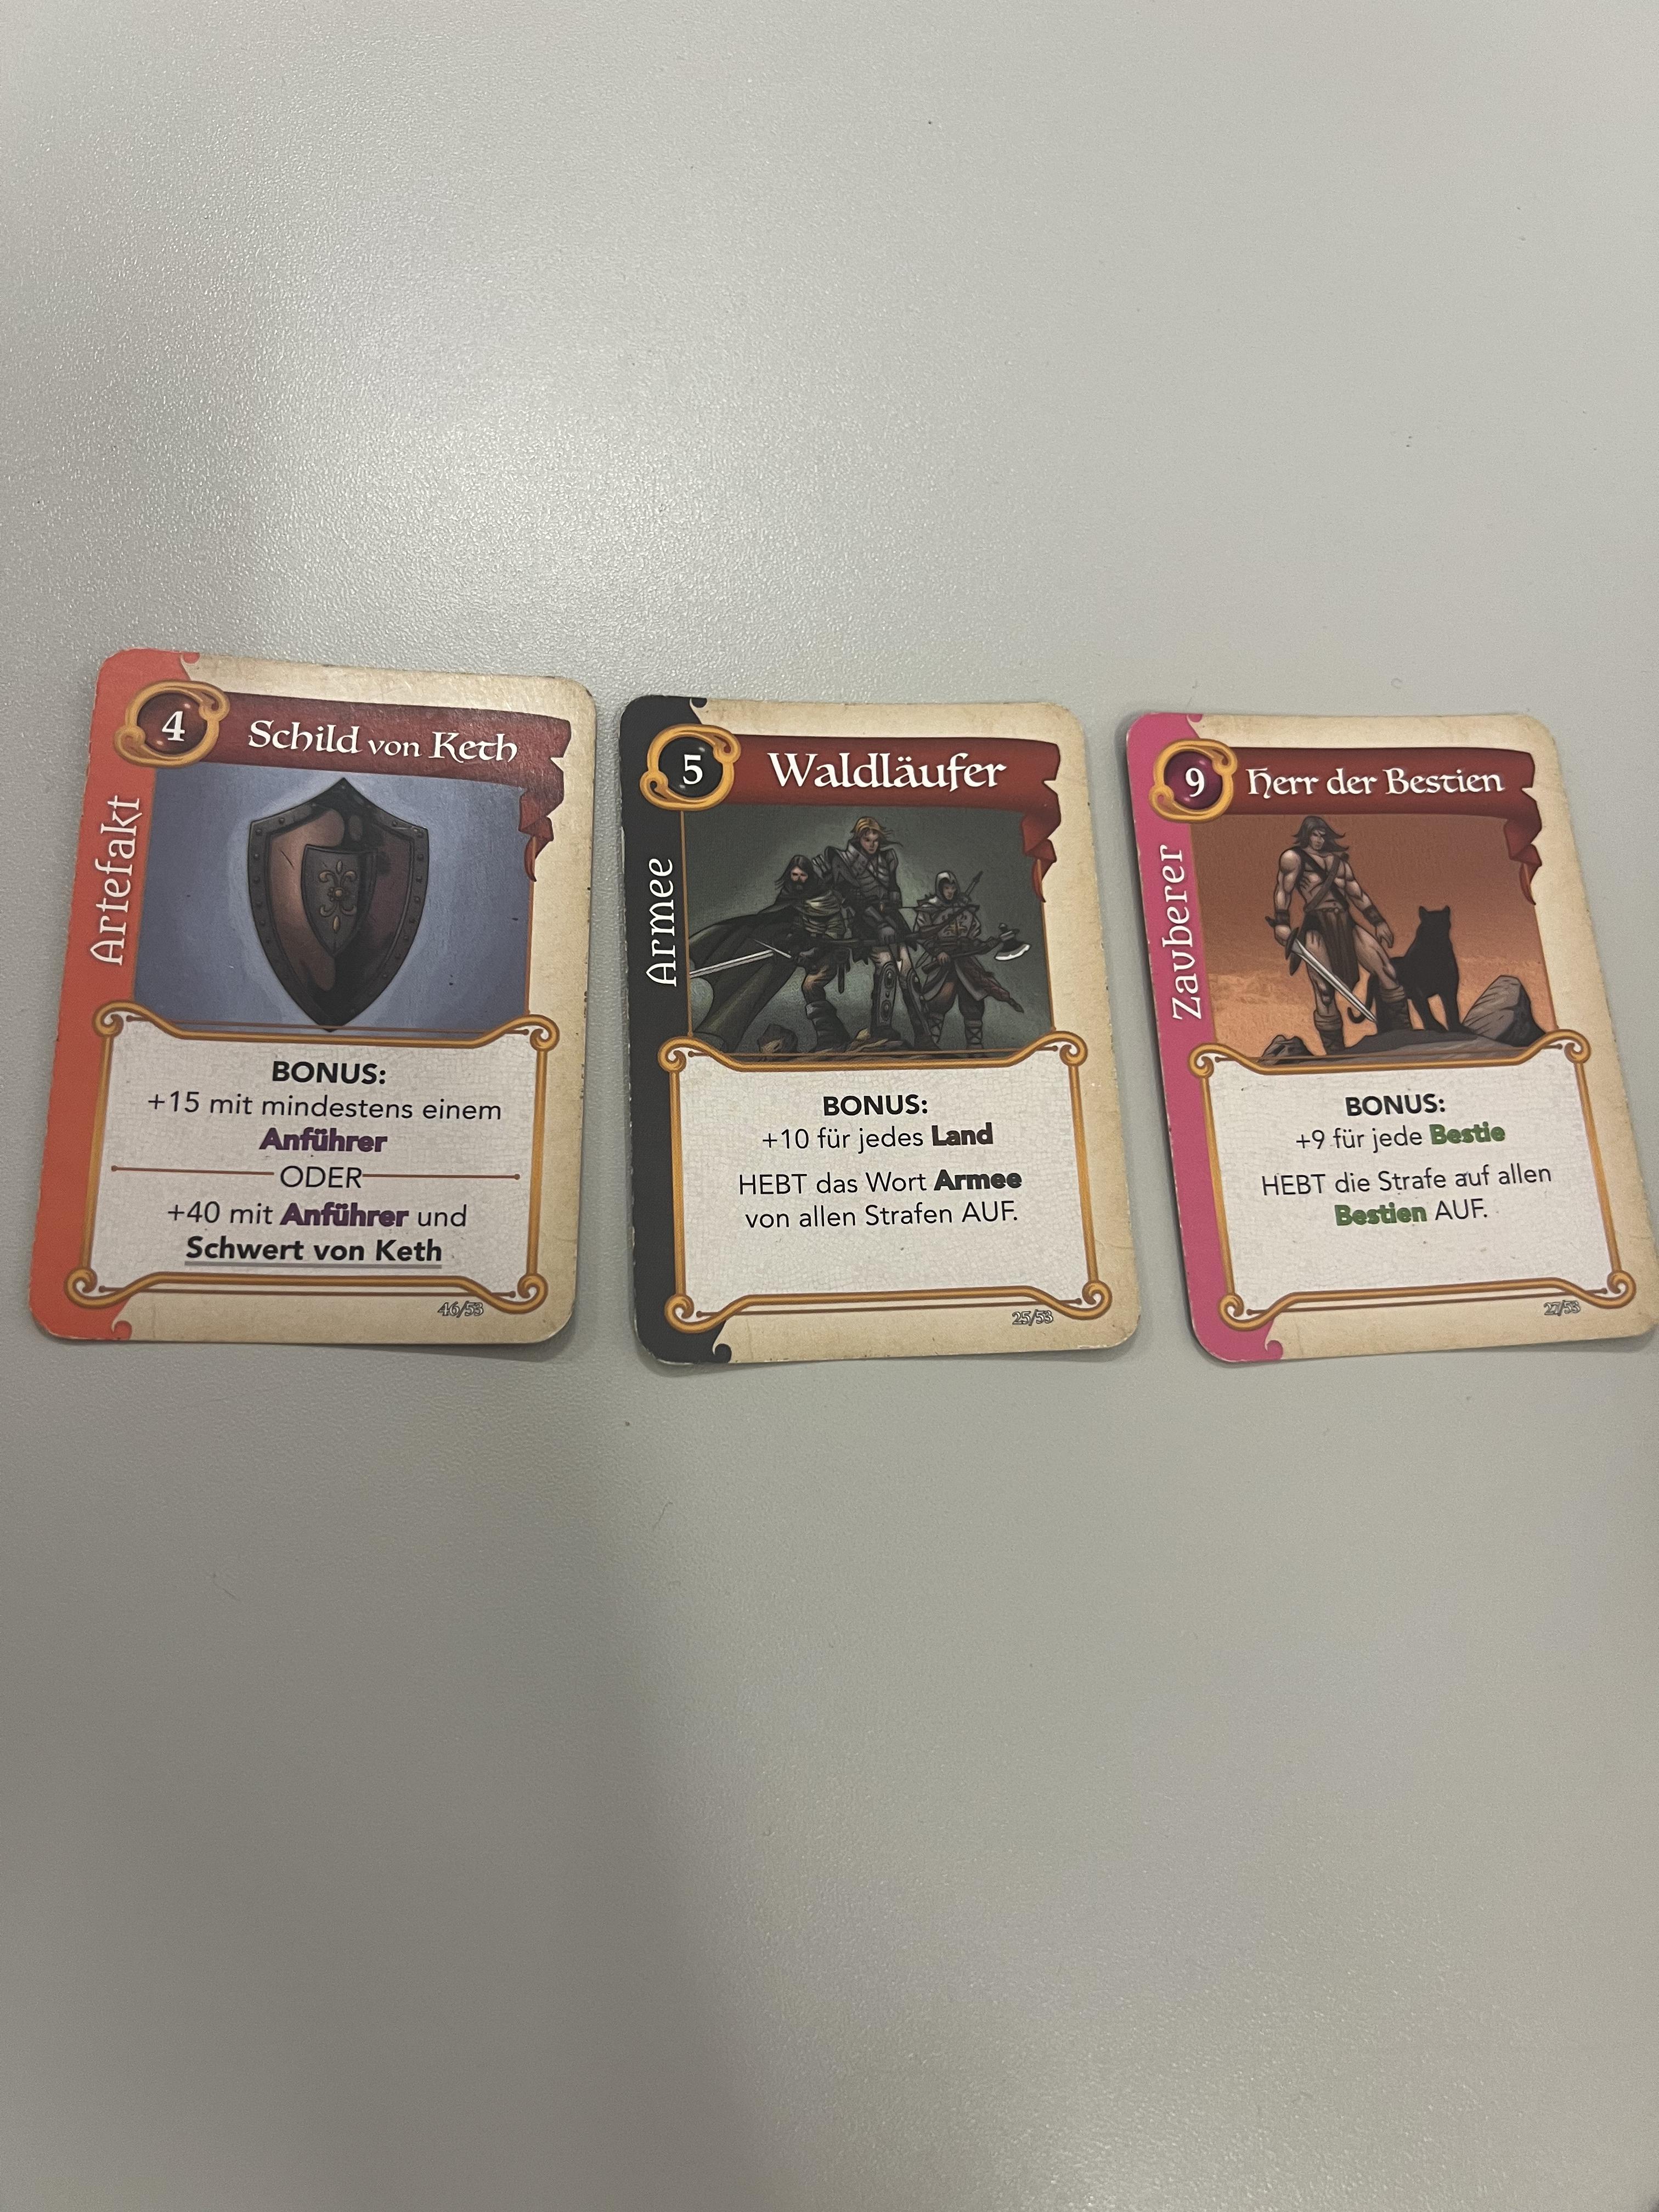 4
Schild von Keth
Artefakt
BONUS:
+15 mit mindestens einem
Anführer
ODER
+40 mit Anführer und
Schwert von Keth
46/53
5
Waldläufer
Armee
BONUS:
+10 für jedes Land
HEBT das Wort Armee
von allen Strafen AUF.
25/53
9
Herr der Bestien
Zauberer
BONUS:
+9 für jede Bestie
HEBT die Strafe auf allen
Bestien AUF.
27/53